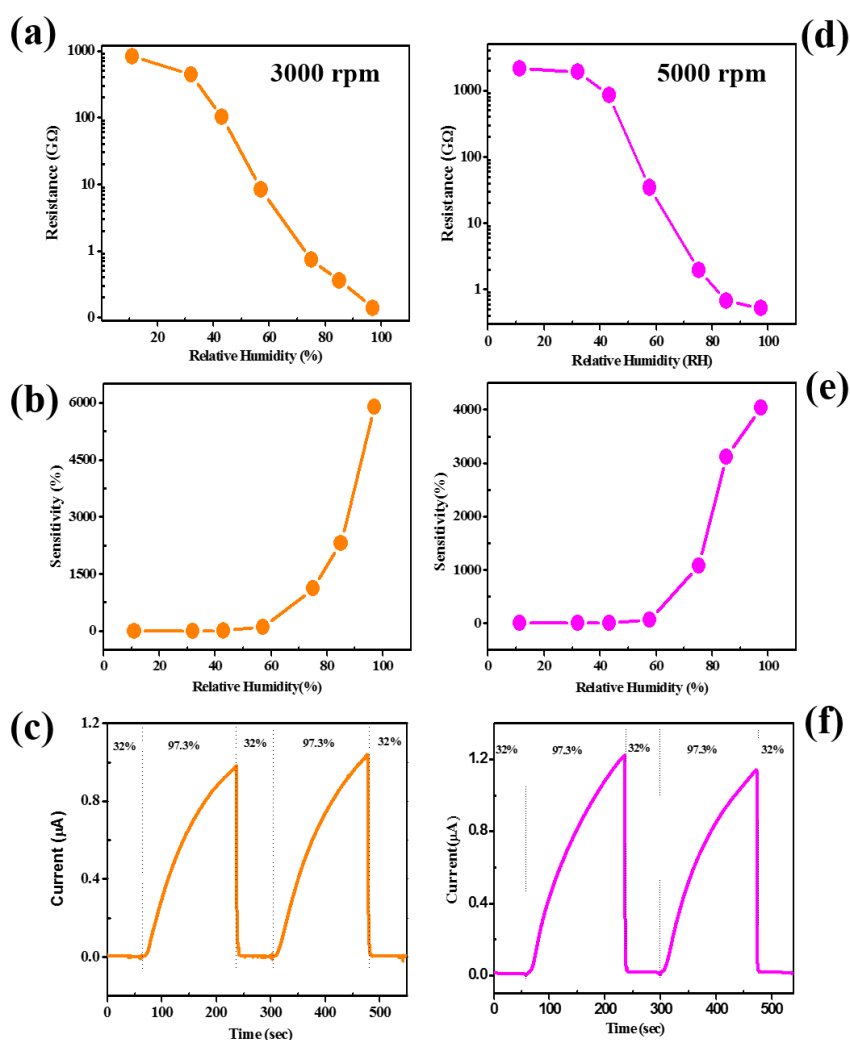 (a)
3000 rpm
1000
100
10
1
0
Resistance (GΩ)
20 40 60 80 100
Relative Humidity (%)
(d)
5000 rpm
1000
100
10
1
Resistance (GΩ)
0 20 40 60 80 100
Relative Humidity (RH)
(b)
6000
4500
3000
1500
0
Sensitivity (%)
0 20 40 60 80 100
Relative Humidity(%)
(e)
4000
3000
2000
1000
0
Sensitivity(%)
0 20 40 60 80 100
Relative Humidity (%)
(c)
32% 97.3% 32% 97.3% 32%
1.2
0.9
0.6
0.3
0.0
Current (μA)
0 100 200 300 400 500
Time (sec)
(f)
32% 97.3% 32% 97.3% 32%
1.2
0.8
0.4
0.0
Current(μA)
0 100 200 300 400 500
Time (sec)